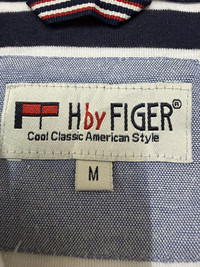 H by FIGER®
Cool Classic American Style
M